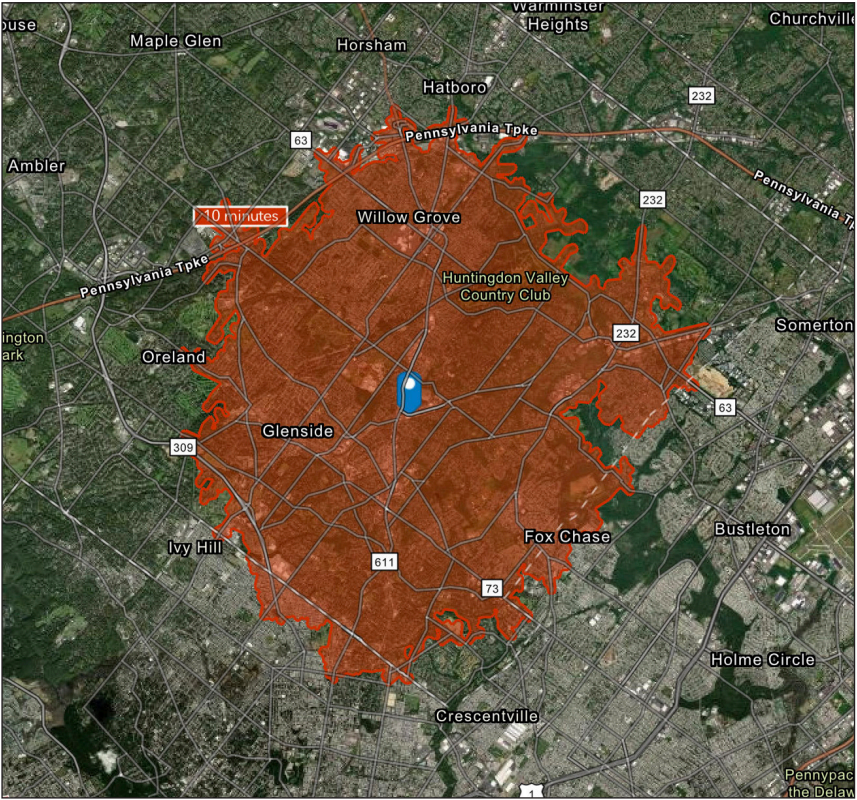 ouse
Maple Glen
Horsham
Warminster
Heights
Churchville
Hatboro
232
63
Pennsylvania Tpke
Ambler
Pennsylvania Tp
232
10 minutes
Willow Grove
Pennsylvania Tpke
Huntingdon Valley
Country Club
ington
ark
Oreland
232
Somerton
63
Glenside
309
Ivy Hill
Fox Chase
Bustleton
611
73
Holme Circle
Crescentville
Pennypac
the Delaw
1